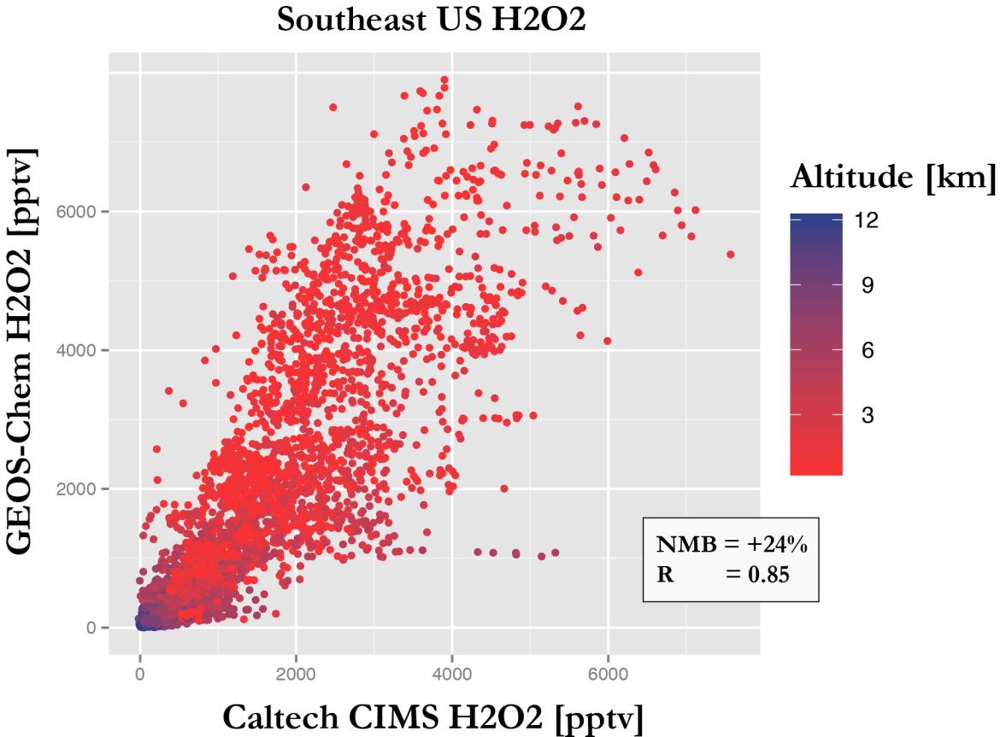 Southeast US H2O2
GEOS-Chem H2O2 [pptv]
6000
4000
2000
0
0 2000 4000 6000
Caltech CIMS H2O2 [pptv]
Altitude [km]
12
9
6
3
NMB = +24%
R = 0.85